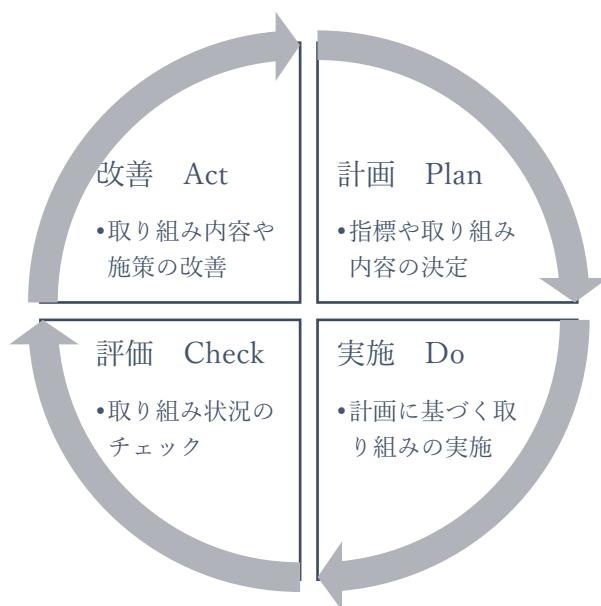 改善　Act
•取り組み内容や
施策の改善
計画　Plan
•指標や取り組み
内容の決定
評価　Check
•取り組み状況の
チェック
実施　Do
•計画に基づく取
り組みの実施